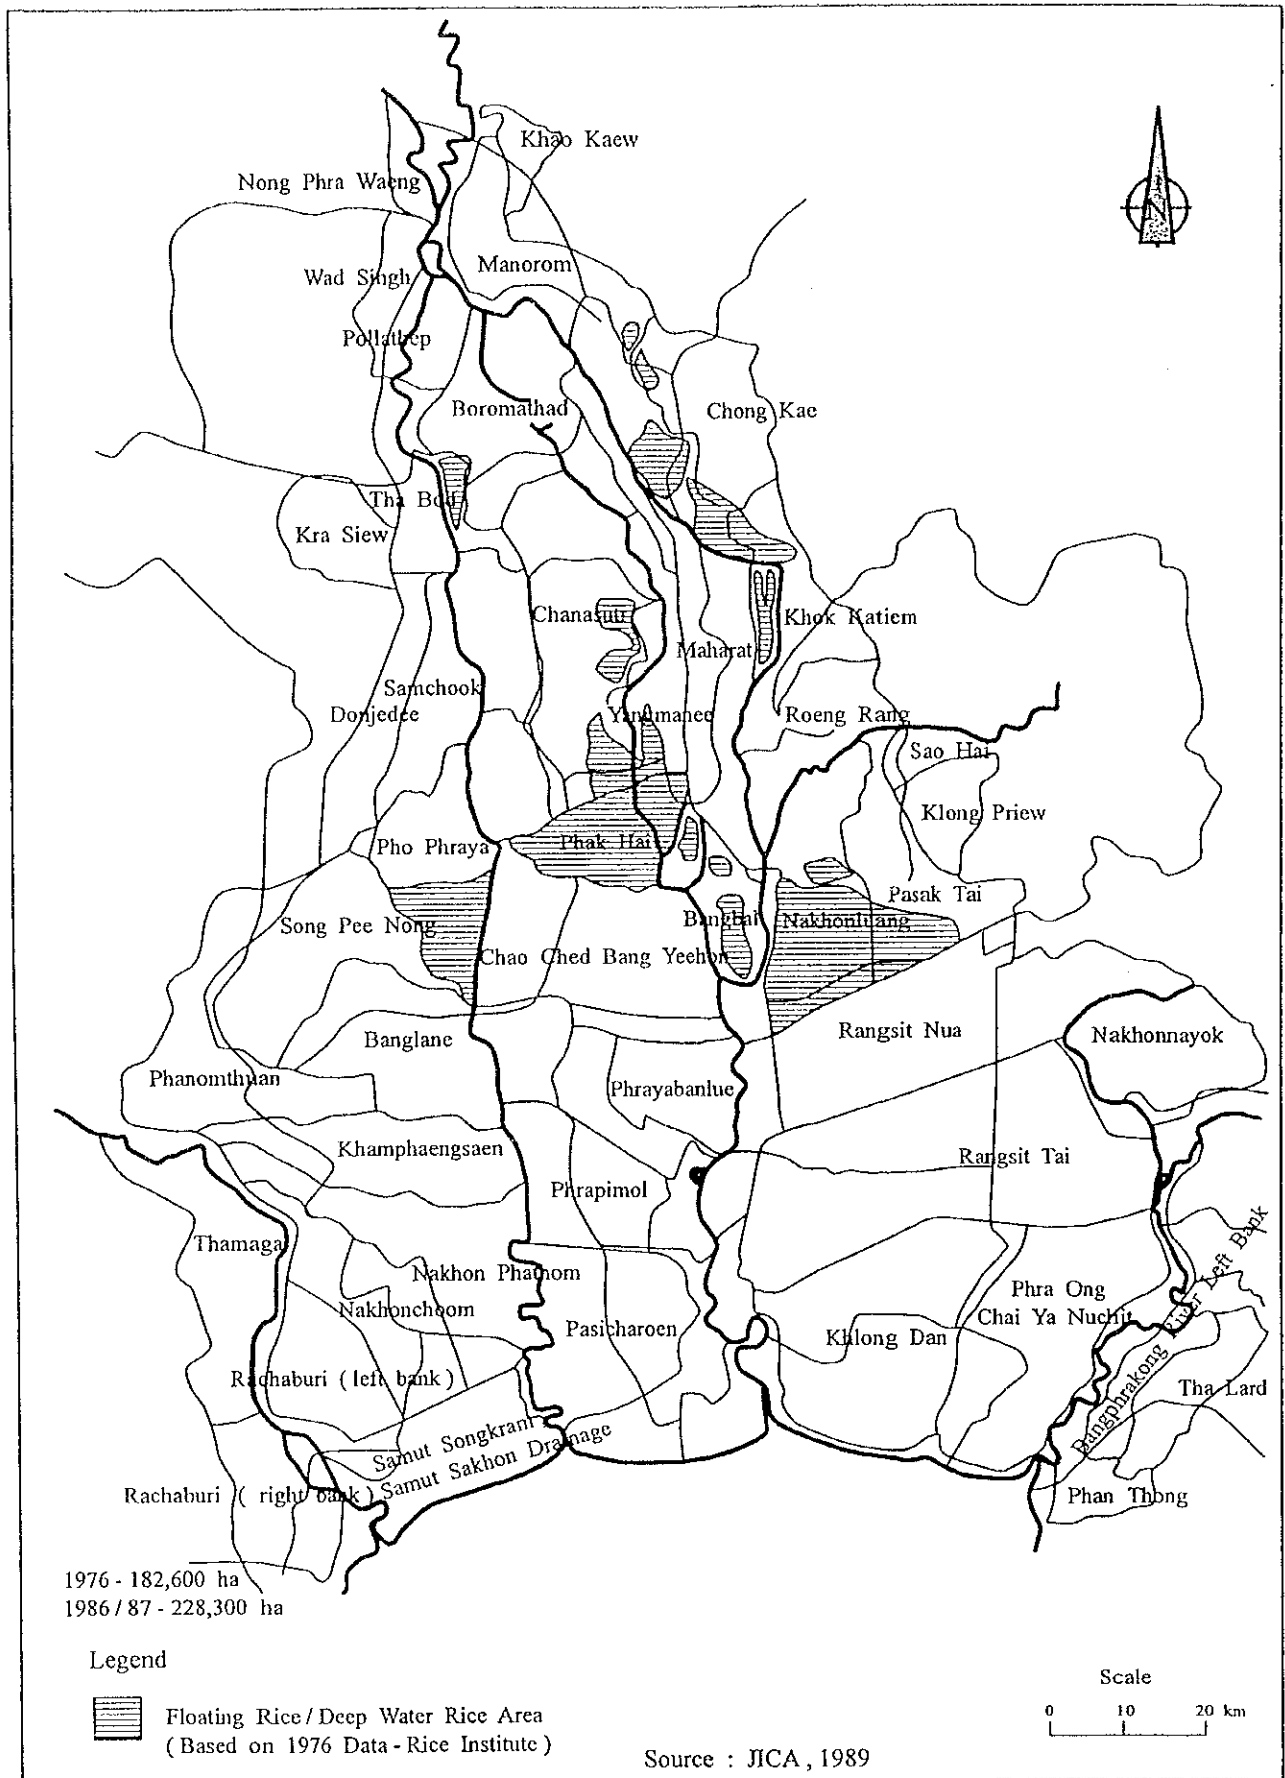 Khao Kaew
Nong Phra Waeng
N
Manorom
Wad Singh
Pollathep
Boromathad
Chong Kae
Tha Bod
Kra Siew
Chanasutr
Khok Katiem
Maharat
Samchook
Donjedee
Yangmanee
Roeng Rang
Sao Hai
Klong Priew
Pho Phraya
Phak Hai
Pasak Tai
Song Pee Nong
Bangbal
Nakhonluang
Chao Ched Bang Yeehon
Rangsit Nua
Nakhonnayok
Banglane
Phanomthuan
Phrayabanlue
Khamphaengsaen
Rangsit Tai
Phrapimol
Thamaga
Nakhon Phathom
Nakhonchoom
Pasicharoen
Phra Ong
Chai Ya Nuchit
Khlong Dan
Bangphrakong River Left Bank
Rachaburi ( left bank )
Tha Lard
Samut Songkram
Samut Sakhon Drainage
Rachaburi ( right bank )
Phan Thong
1976 - 182,600 ha
1986 / 87 - 228,300 ha
Legend
Floating Rice / Deep Water Rice Area
( Based on 1976 Data - Rice Institute )
Scale
0 10 20 km
Source : JICA , 1989